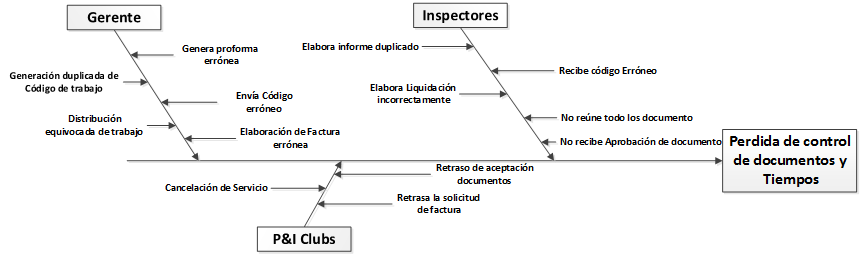 Gerente
Inspectores
Genera proforma
errónea
Elabora informe duplicado
Generación duplicada de
Código de trabajo
Recibe código Erróneo
Envía Código
erróneo
Elabora Liquidación
incorrectamente
Distribución
equivocada de trabajo
Elaboración de Factura
errónea
No reúne todo los documento
No recibe Aprobación de documento
Perdida de control
de documentos y
Tiempos
Retraso de aceptación
documentos
Cancelación de Servicio
Retrasa la solicitud
de factura
P&I Clubs